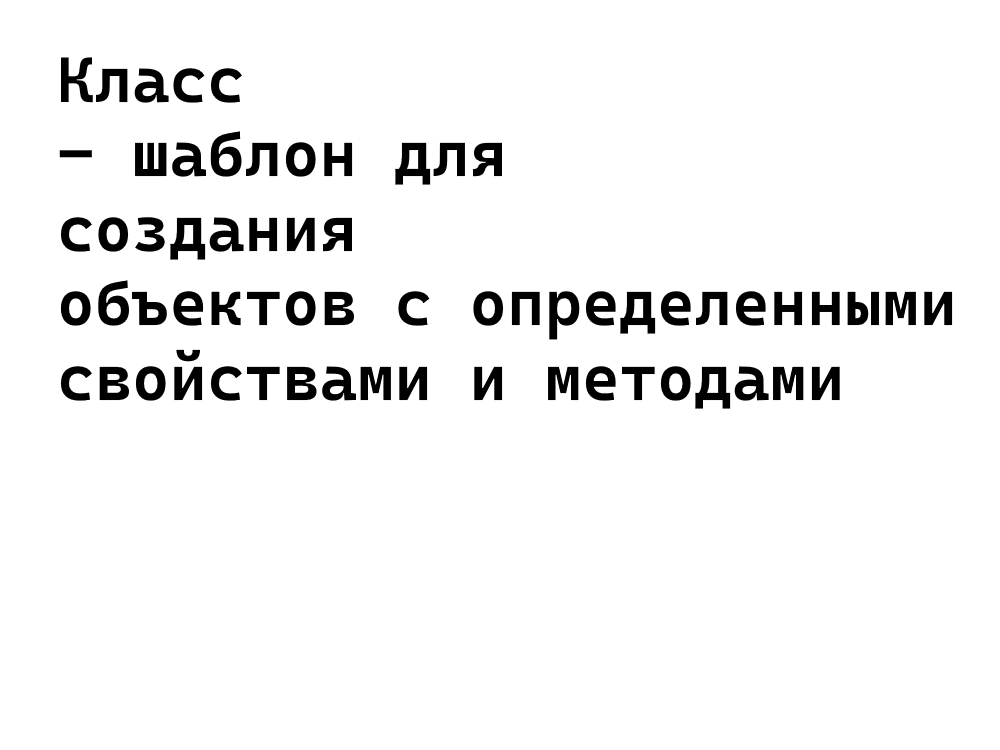 Класс
– шаблон для
создания
объектов с определенными
свойствами и методами